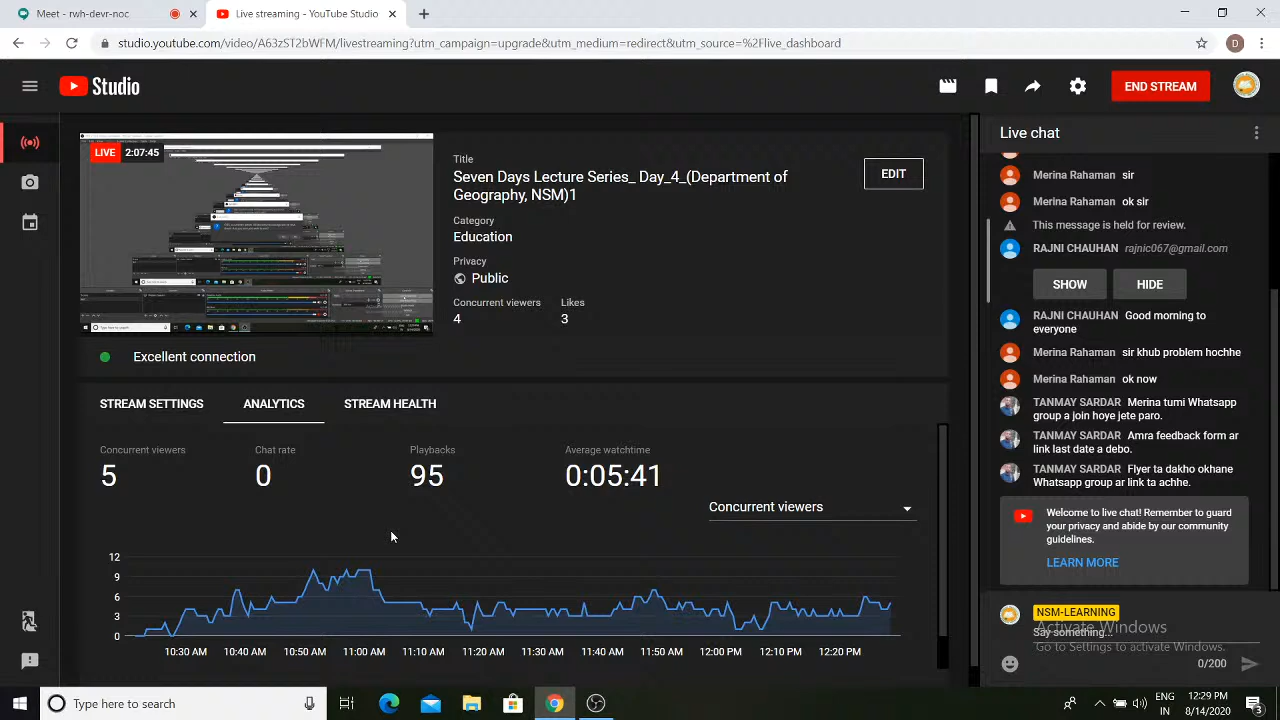 Meet - rwh-dev-noc
Live streaming - YouTube Studio
studio.youtube.com/video/A63zST2bWFM/livestreaming?utm_campaign=upgrade&utm_medium=redirect&utm_source=%2Flive_dashboard
D
Studio
END STREAM
LIVE 2:07:45
Title
Seven Days Lecture Series_ Day_4_(Department of
Geography, NSM)1
EDIT
Category
Education
Privacy
Public
Concurrent viewers Likes
4 3
Excellent connection
STREAM SETTINGS ANALYTICS STREAM HEALTH
Concurrent viewers Chat rate Playbacks Average watchtime
5 0 95 0:05:41
Concurrent viewers
12
9
6
3
0
10:30 AM 10:40 AM 10:50 AM 11:00 AM 11:10 AM 11:20 AM 11:30 AM 11:40 AM 11:50 AM 12:00 PM 12:10 PM 12:20 PM
Live chat
Merina Rahaman sir
Merina Rahaman ok sir
This message is held for review.
RAJNI CHAUHAN rajnic067@gmail.com
SHOW HIDE
RAJNI CHAUHAN Good morning to
everyone
Merina Rahaman sir khub problem hochhe
Merina Rahaman ok now
TANMAY SARDAR Merina tumi Whatsapp
group a join hoye jete paro.
TANMAY SARDAR Amra feedback form ar
link last date a debo.
TANMAY SARDAR Flyer ta dakho okhane
Whatsapp group ar link ta achhe.
Welcome to live chat! Remember to guard
your privacy and abide by our community
guidelines.
LEARN MORE
NSM-LEARNING
Say something...
Activate Windows
Go to Settings to activate Windows.
0/200
Type here to search
ENG
IN
12:29 PM
8/14/2020
3